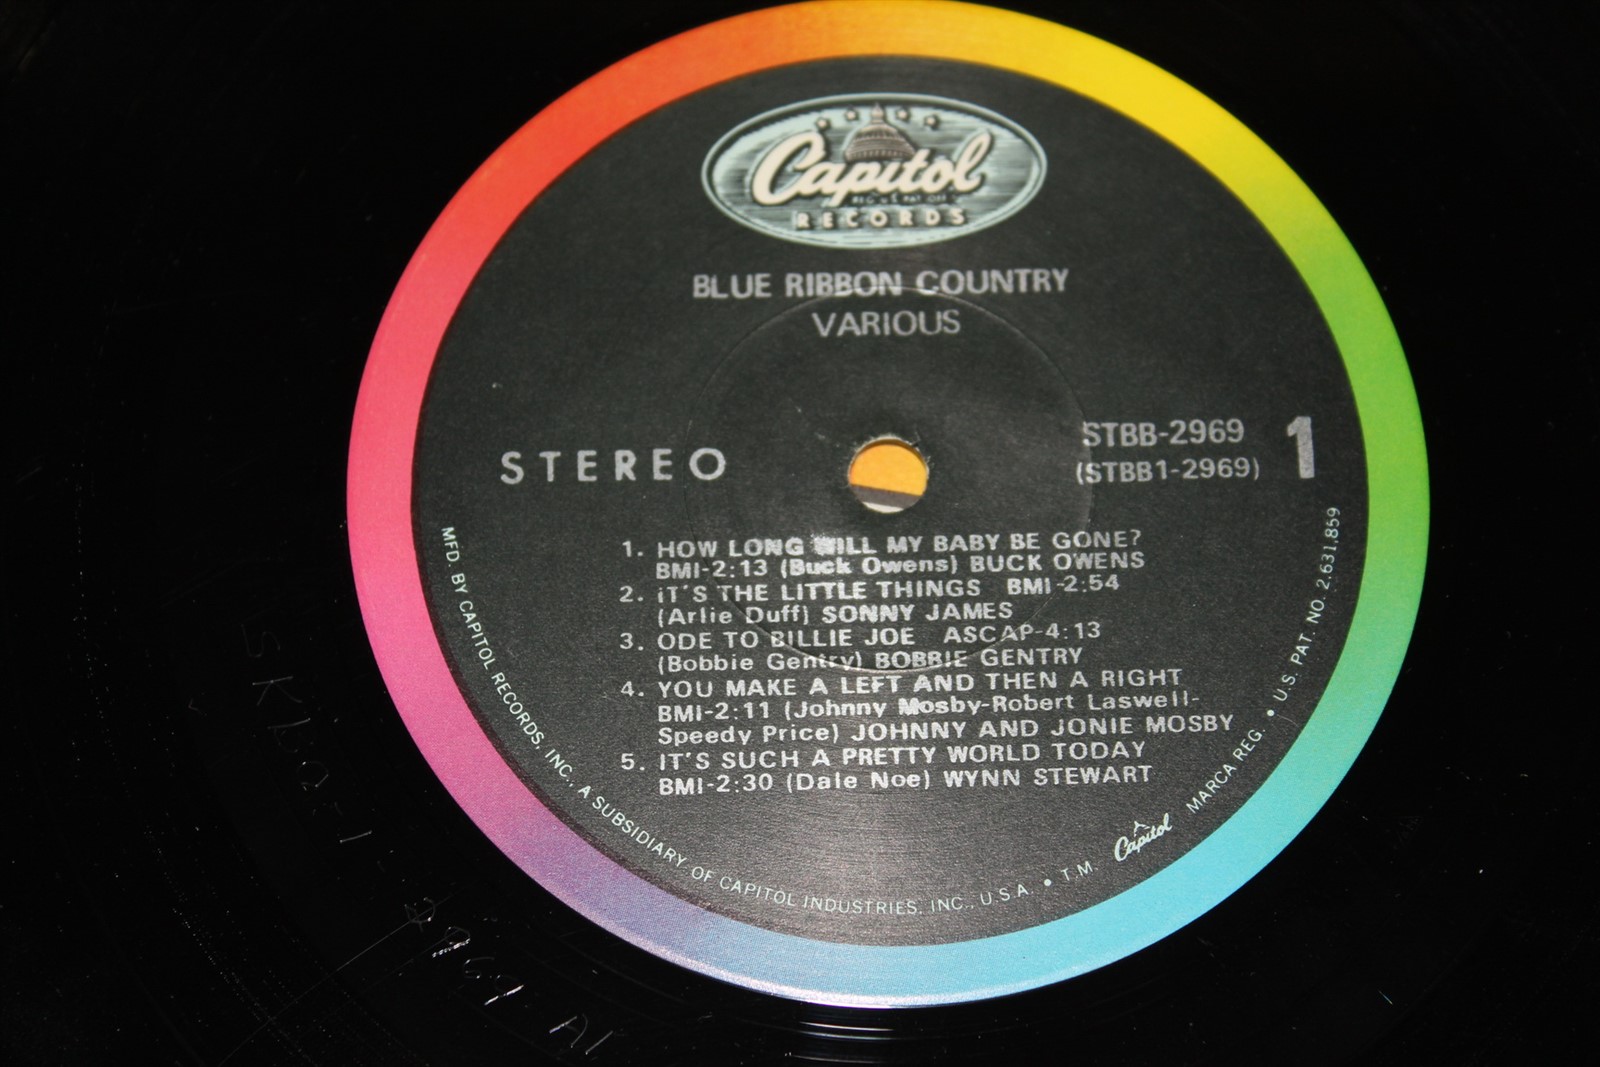 Capitol
REG. U.S. PAT. OFF.
RECORDS
BLUE RIBBON COUNTRY
VARIOUS
STEREO
STBB-2969
(STBB1-2969)
1
1. HOW LONG WILL MY BABY BE GONE?
BMI-2:13 (Buck Owens) BUCK OWENS
2. IT'S THE LITTLE THINGS BMI-2:54
(Arlie Duff) SONNY JAMES
3. ODE TO BILLIE JOE ASCAP-4:13
(Bobbie Gentry) BOBBIE GENTRY
4. YOU MAKE A LEFT AND THEN A RIGHT
BMI-2:11 (Johnny Mosby-Robert Laswell-
Speedy Price) JOHNNY AND JONIE MOSBY
5. IT'S SUCH A PRETTY WORLD TODAY
BMI-2:30 (Dale Noe) WYNN STEWART
MFD. BY CAPITOL RECORDS, INC., A SUBSIDIARY OF CAPITOL INDUSTRIES, INC., U.S.A. • T.M. Capitol MARCA REG. • U.S. PAT. NO. 2,631,859
2969 A1